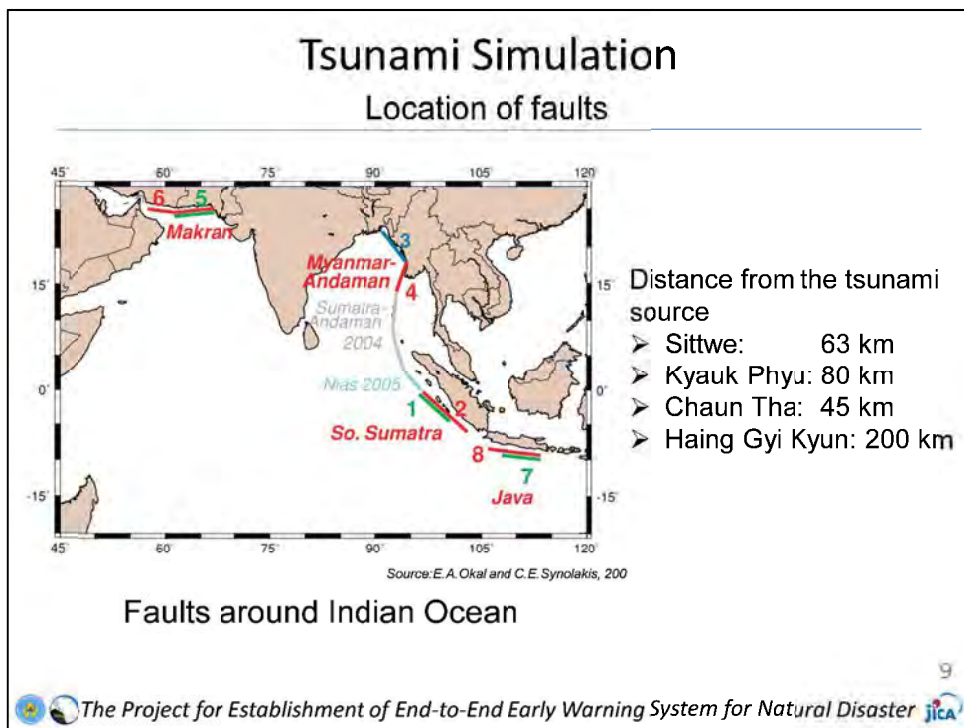 Tsunami Simulation
Location of faults
45° 60° 75° 90° 105° 120°
6 5
Makran
3
Myanmar-
Andaman
4
15° 15°
Sumatra-
Andaman
2004
Nias 2005
0° 0°
1 2
So. Sumatra
8
7
Java
-15° -15°
45° 60° 75° 90° 105° 120°
Source:E.A.Okal and C.E.Synolakis, 200
Faults around Indian Ocean
Distance from the tsunami
source
➢ Sittwe: 63 km
➢ Kyauk Phyu: 80 km
➢ Chaun Tha: 45 km
➢ Haing Gyi Kyun: 200 km
9
The Project for Establishment of End-to-End Early Warning System for Natural Disaster
jICA